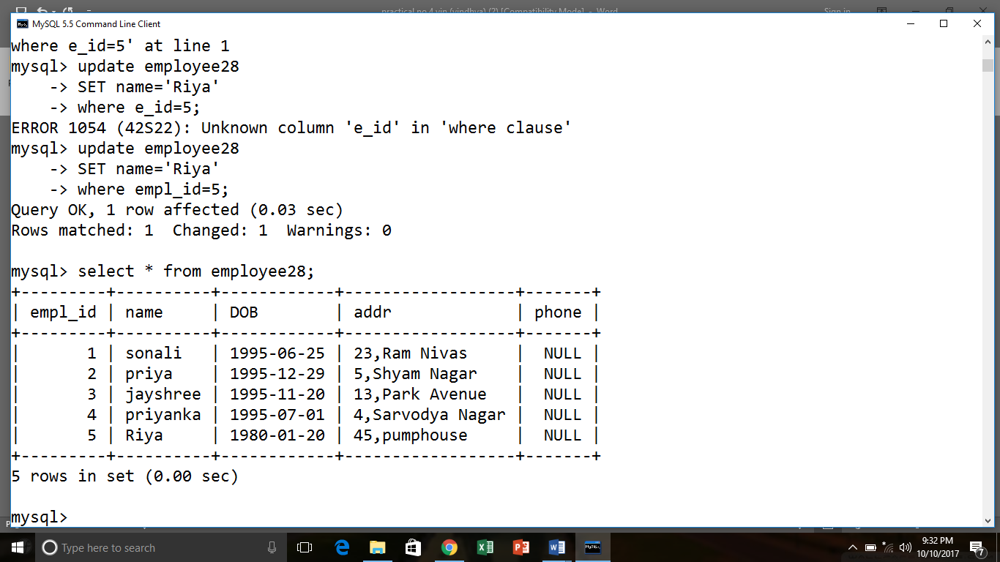 practical no 4 vin (vindhya) (2) [Compatibility Mode] - Word Sign in
MySQL 5.5 Command Line Client
where e_id=5' at line 1
mysql> update employee28
    -> SET name='Riya'
    -> where e_id=5;
ERROR 1054 (42S22): Unknown column 'e_id' in 'where clause'
mysql> update employee28
    -> SET name='Riya'
    -> where empl_id=5;
Query OK, 1 row affected (0.03 sec)
Rows matched: 1  Changed: 1  Warnings: 0
mysql> select * from employee28;
+---------+----------+------------+------------------+-------+
| empl_id | name     | DOB        | addr             | phone |
+---------+----------+------------+------------------+-------+
|       1 | sonali   | 1995-06-25 | 23,Ram Nivas     |  NULL |
|       2 | priya    | 1995-12-29 | 5,Shyam Nagar    |  NULL |
|       3 | jayshree | 1995-11-20 | 13,Park Avenue   |  NULL |
|       4 | priyanka | 1995-07-01 | 4,Sarvodya Nagar |  NULL |
|       5 | Riya     | 1980-01-20 | 45,pumphouse     |  NULL |
+---------+----------+------------+------------------+-------+
5 rows in set (0.00 sec)
mysql>
Type here to search
9:32 PM
10/10/2017
7